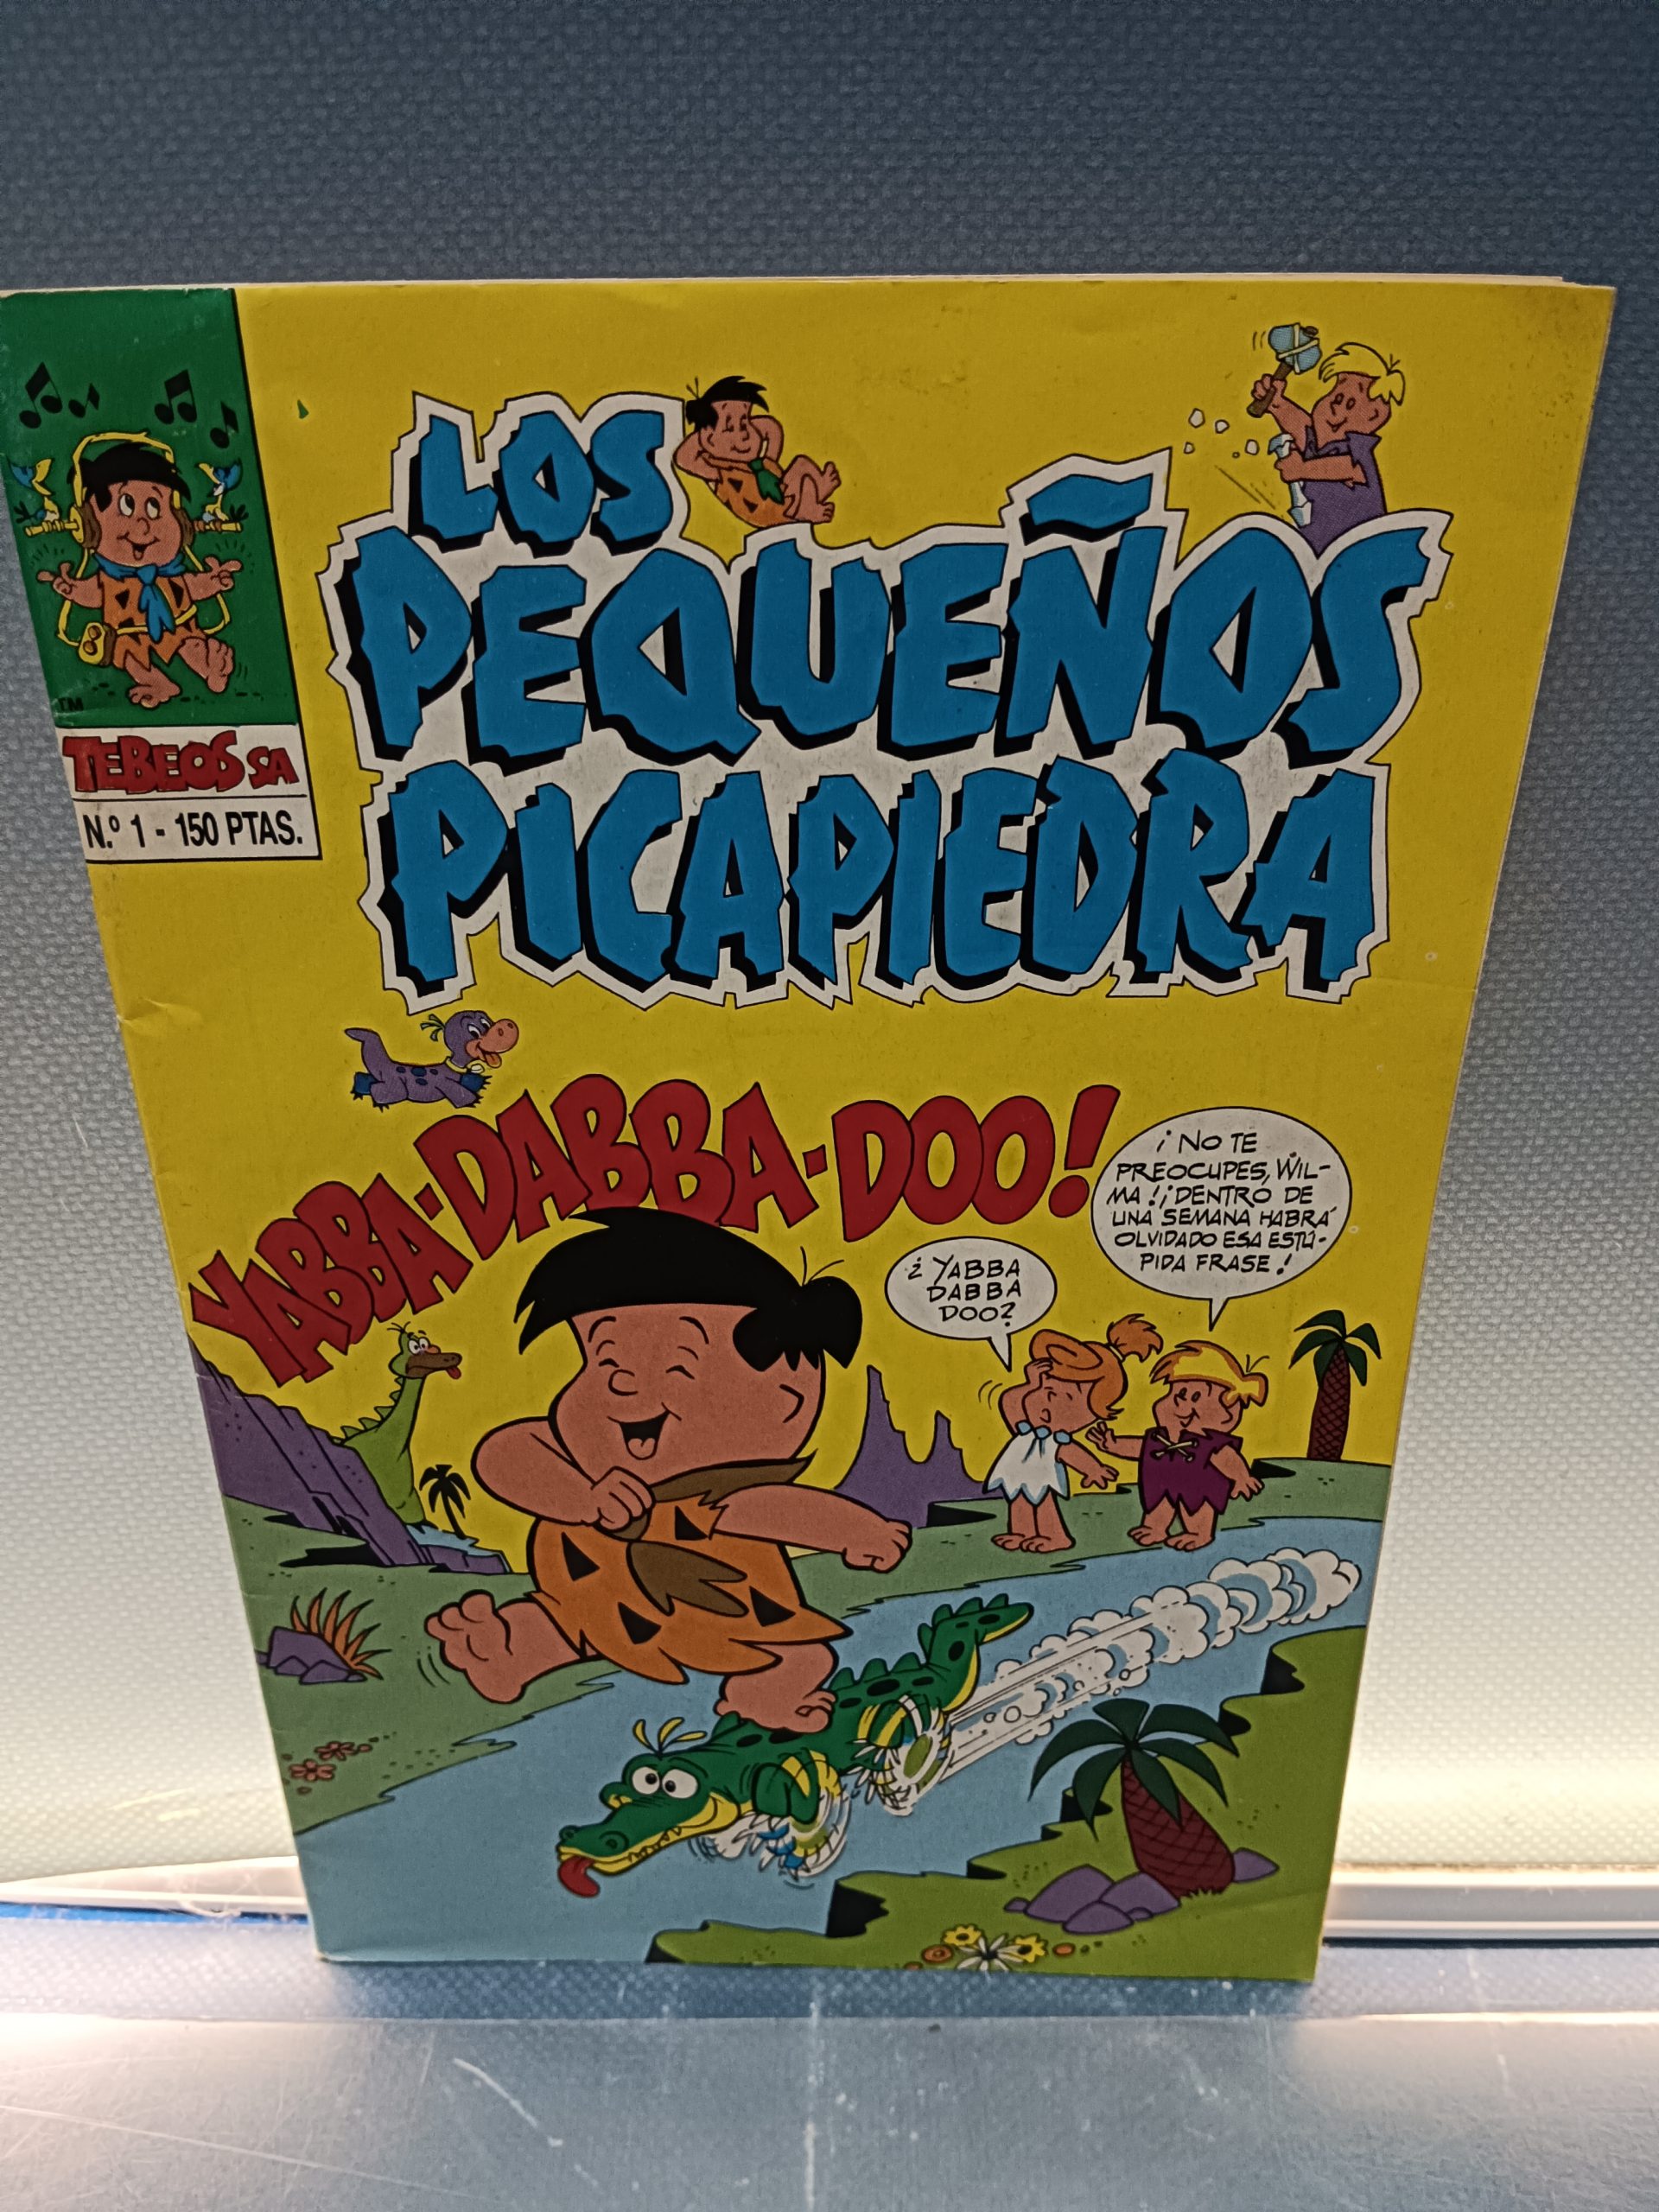 TM
TEBEOS SA
N.º 1 - 150 PTAS.
LOS
PEQUEÑOS
PICAPIEDRA
YABBA-DABBA-DOO!
¡NO TE
PREOCUPES, WIL-
MA! ¡DENTRO DE
UNA SEMANA HABRÁ
OLVIDADO ESA ESTÚ-
PIDA FRASE!
¿YABBA
DABBA
DOO?